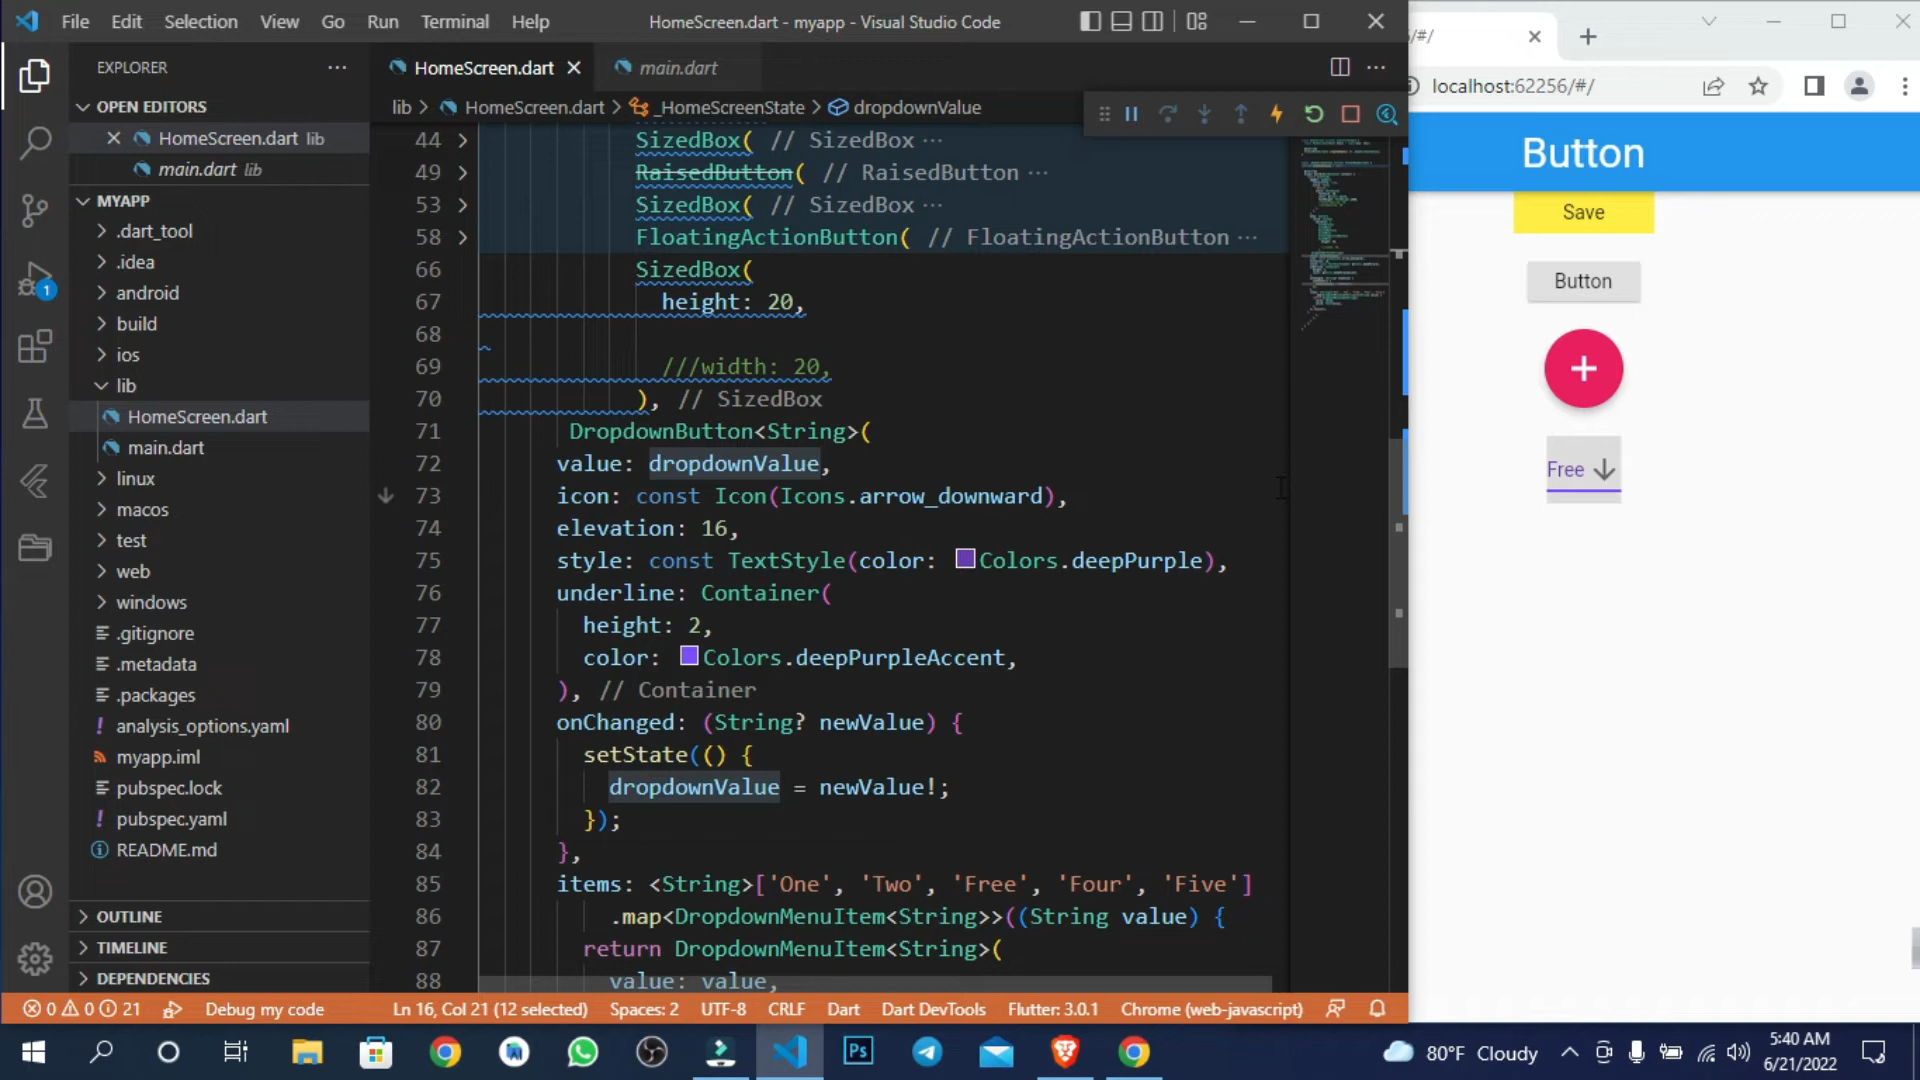 File Edit Selection View Go Run Terminal Help
HomeScreen.dart - myapp - Visual Studio Code
EXPLORER
HomeScreen.dart
main.dart
OPEN EDITORS
HomeScreen.dart lib
main.dart lib
MYAPP
.dart_tool
.idea
android
build
ios
lib
HomeScreen.dart
main.dart
linux
macos
test
web
windows
.gitignore
.metadata
.packages
analysis_options.yaml
myapp.iml
pubspec.lock
pubspec.yaml
README.md
OUTLINE
TIMELINE
DEPENDENCIES
1
lib > HomeScreen.dart > _HomeScreenState > dropdownValue
44 SizedBox( // SizedBox ···
49 RaisedButton( // RaisedButton ···
53 SizedBox( // SizedBox ···
58 FloatingActionButton( // FloatingActionButton ···
66 SizedBox(
67 height: 20,
68
69 ///width: 20,
70 ), // SizedBox
71 DropdownButton<String>(
72 value: dropdownValue,
73 icon: const Icon(Icons.arrow_downward),
74 elevation: 16,
75 style: const TextStyle(color: Colors.deepPurple),
76 underline: Container(
77 height: 2,
78 color: Colors.deepPurpleAccent,
79 ), // Container
80 onChanged: (String? newValue) {
81 setState(() {
82 dropdownValue = newValue!;
83 });
84 },
85 items: <String>['One', 'Two', 'Free', 'Four', 'Five']
86 .map<DropdownMenuItem<String>>((String value) {
87 return DropdownMenuItem<String>(
88 value: value,
0 0 21 Debug my code Ln 16, Col 21 (12 selected) Spaces: 2 UTF-8 CRLF Dart Dart DevTools Flutter: 3.0.1 Chrome (web-javascript)
/#/
localhost:62256/#/
Button
Save
Button
+
Free
Ps
80°F Cloudy
5:40 AM
6/21/2022